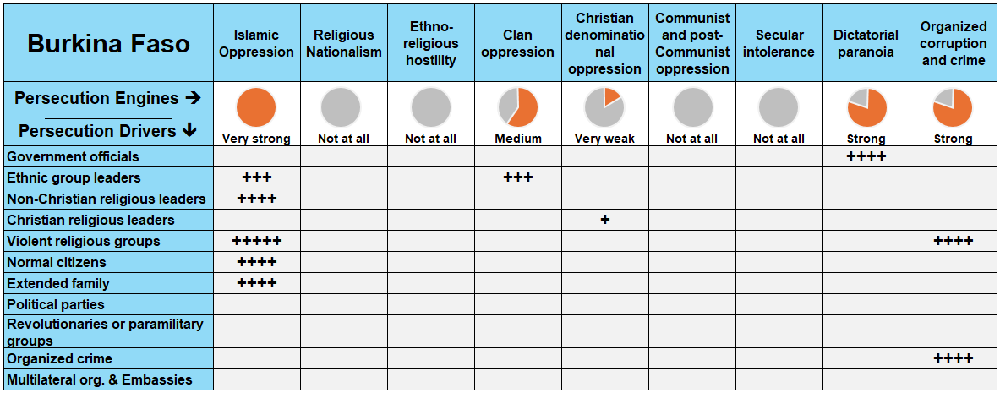 Burkina Faso
Islamic
Oppression
Religious
Nationalism
Ethno-
religious
hostility
Clan
oppression
Christian
denominatio
nal
oppression
Communist
and post-
Communist
oppression
Secular
intolerance
Dictatorial
paranoia
Organized
corruption
and crime
Persecution Engines →
Persecution Drivers ↓
Very strong
Not at all
Not at all
Medium
Very weak
Not at all
Not at all
Strong
Strong
Government officials ++++
Ethnic group leaders +++ +++
Non-Christian religious leaders ++++
Christian religious leaders +
Violent religious groups +++++ ++++
Normal citizens ++++
Extended family ++++
Political parties
Revolutionaries or paramilitary
groups
Organized crime ++++
Multilateral org. & Embassies